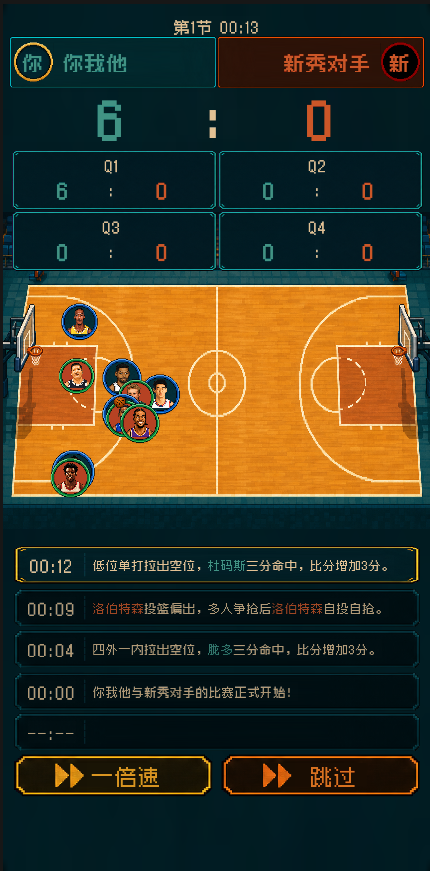 第1节 00:13
你 你我他 新秀对手 新
6 : 0
Q1 Q2
6 : 0 0 : 0
Q3 Q4
0 : 0 0 : 0
00:12 低位单打拉出空位，杜码斯三分命中，比分增加3分。
00:09 洛伯特森投篮偏出，多人争抢后洛伯特森自投自抢。
00:04 四外一内拉出空位，庞多三分命中，比分增加3分。
00:00 你我他与新秀对手的比赛正式开始！
--:--
一倍速 跳过